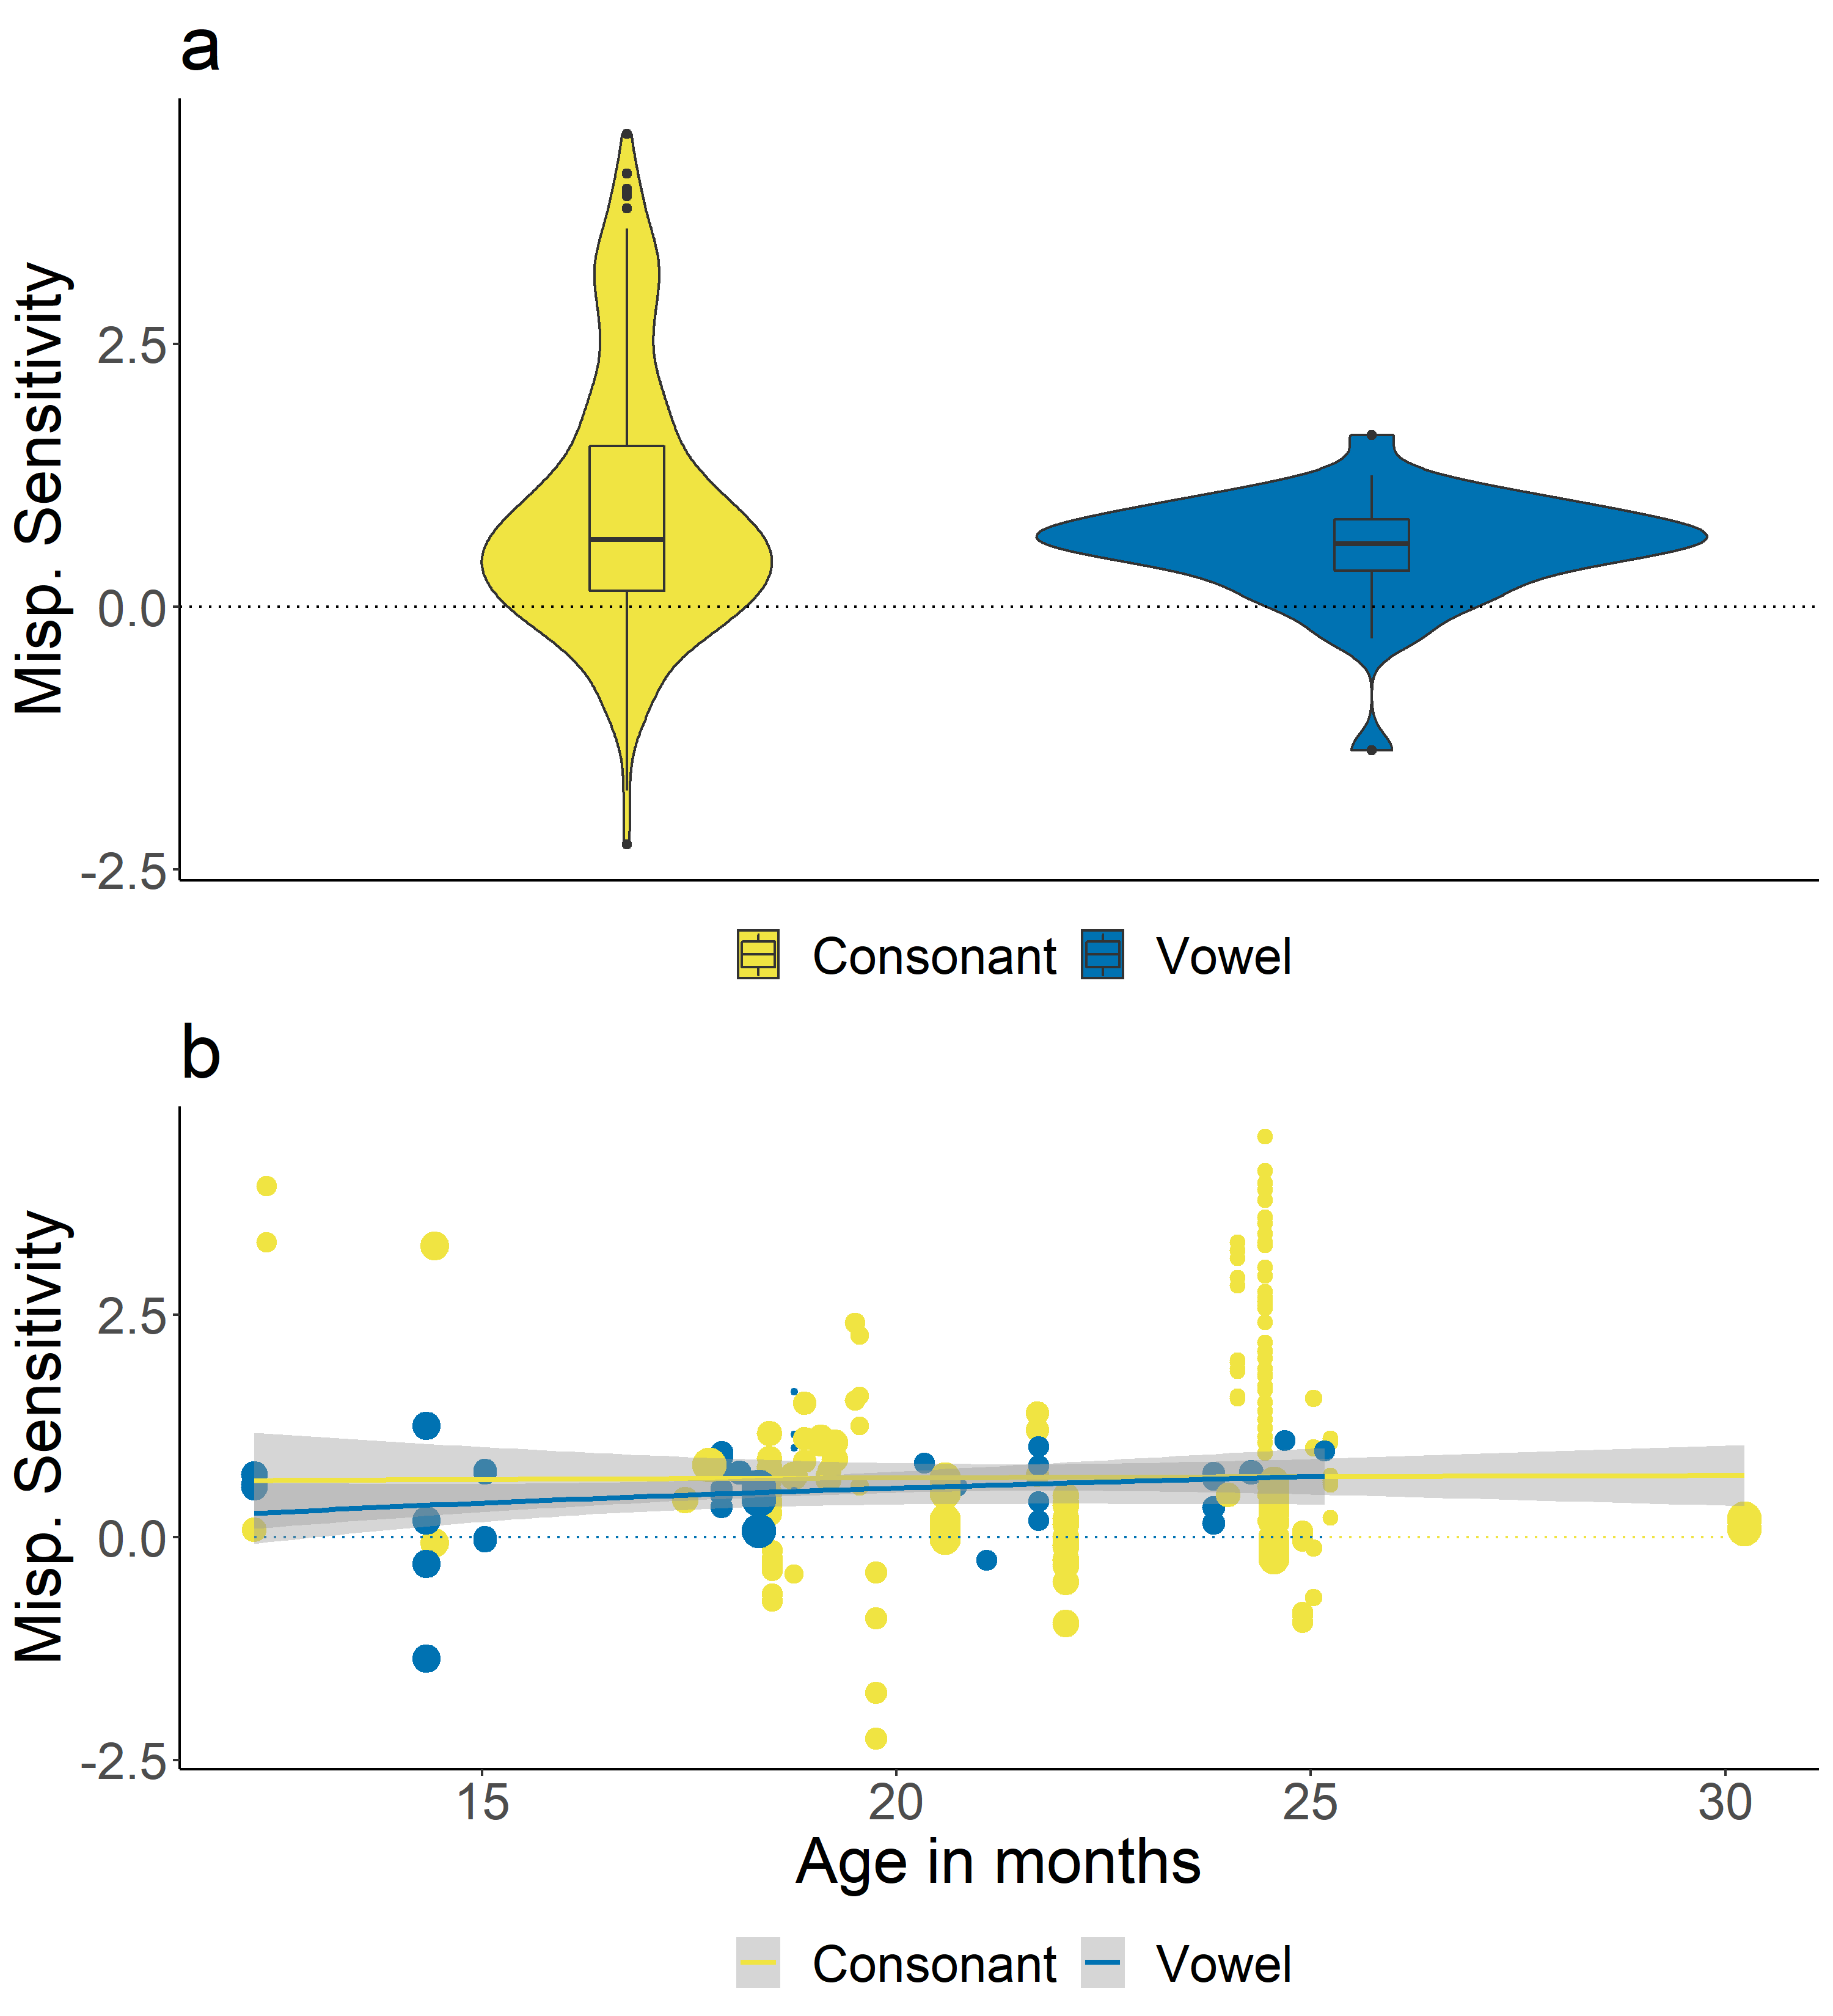 a
Misp. Sensitivity
2.5
0.0
-2.5
Consonant Vowel
b
Misp. Sensitivity
2.5
0.0
-2.5
15 20 25 30
Age in months
Consonant Vowel